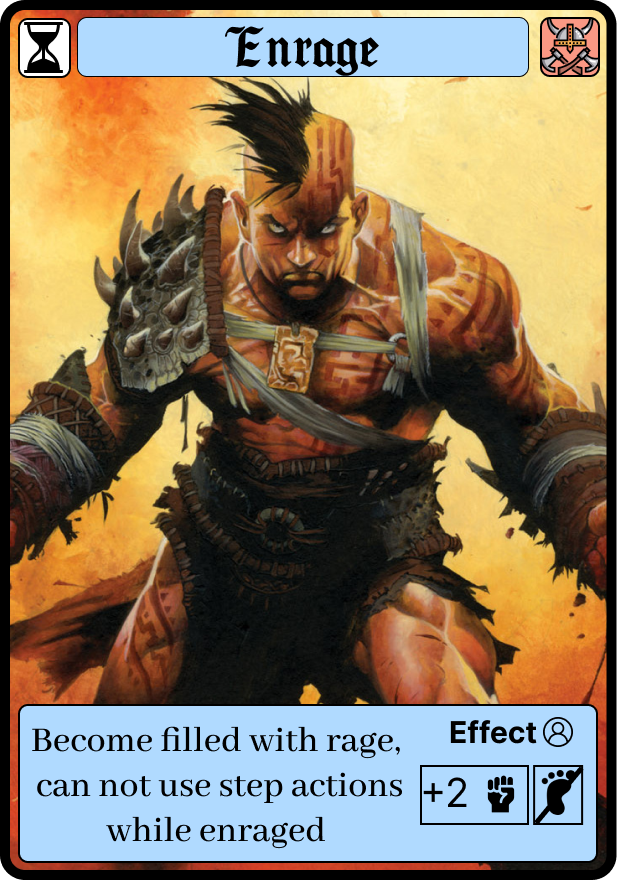 Enrage
Become filled with rage,
can not use step actions
while enraged
Effect
+2